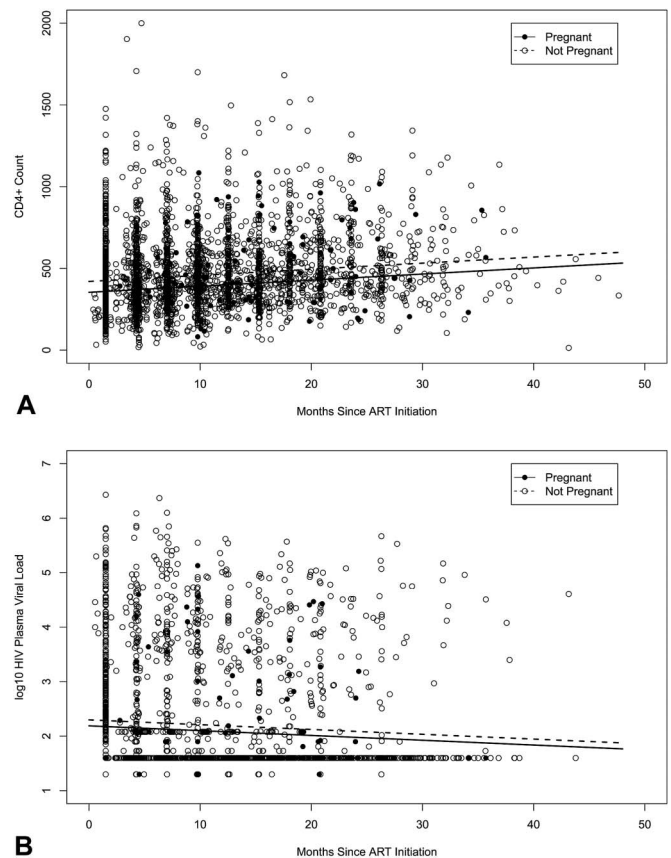 2000
Pregnant
Not Pregnant
1500
CD4+ Count
1000
500
0
0 10 20 30 40 50
A
Months Since ART Initiation
7
Pregnant
Not Pregnant
6
5
log10 HIV Plasma Viral Load
4
3
2
1
0 10 20 30 40 50
B
Months Since ART Initiation